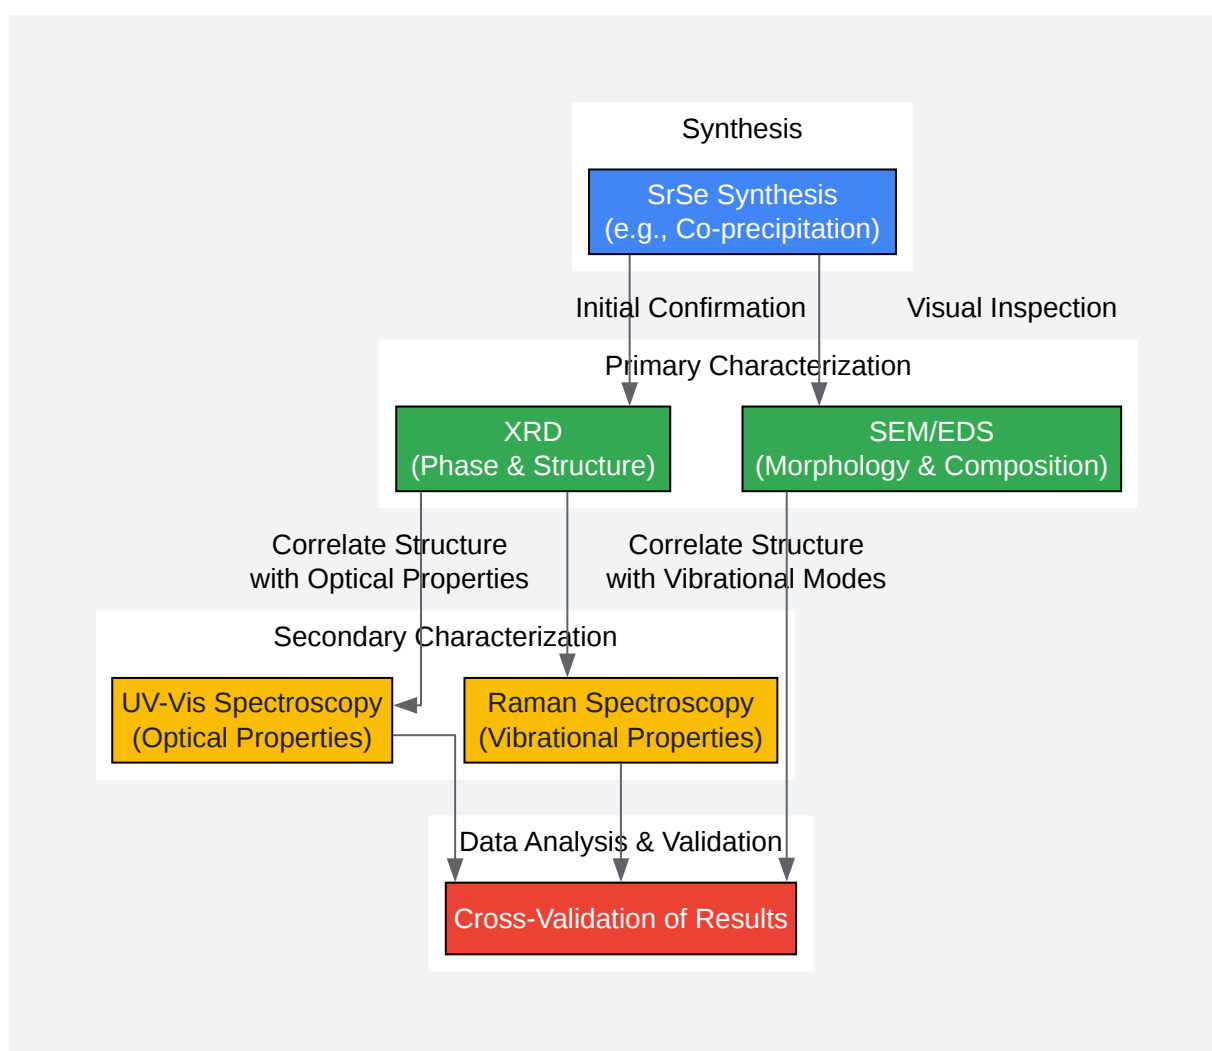 Synthesis
SrSe Synthesis
(e.g., Co-precipitation)
Initial Confirmation
Visual Inspection
Primary Characterization
XRD
(Phase & Structure)
SEM/EDS
(Morphology & Composition)
Correlate Structure
with Optical Properties
Correlate Structure
with Vibrational Modes
Secondary Characterization
UV-Vis Spectroscopy
(Optical Properties)
Raman Spectroscopy
(Vibrational Properties)
Data Analysis & Validation
Cross-Validation of Results